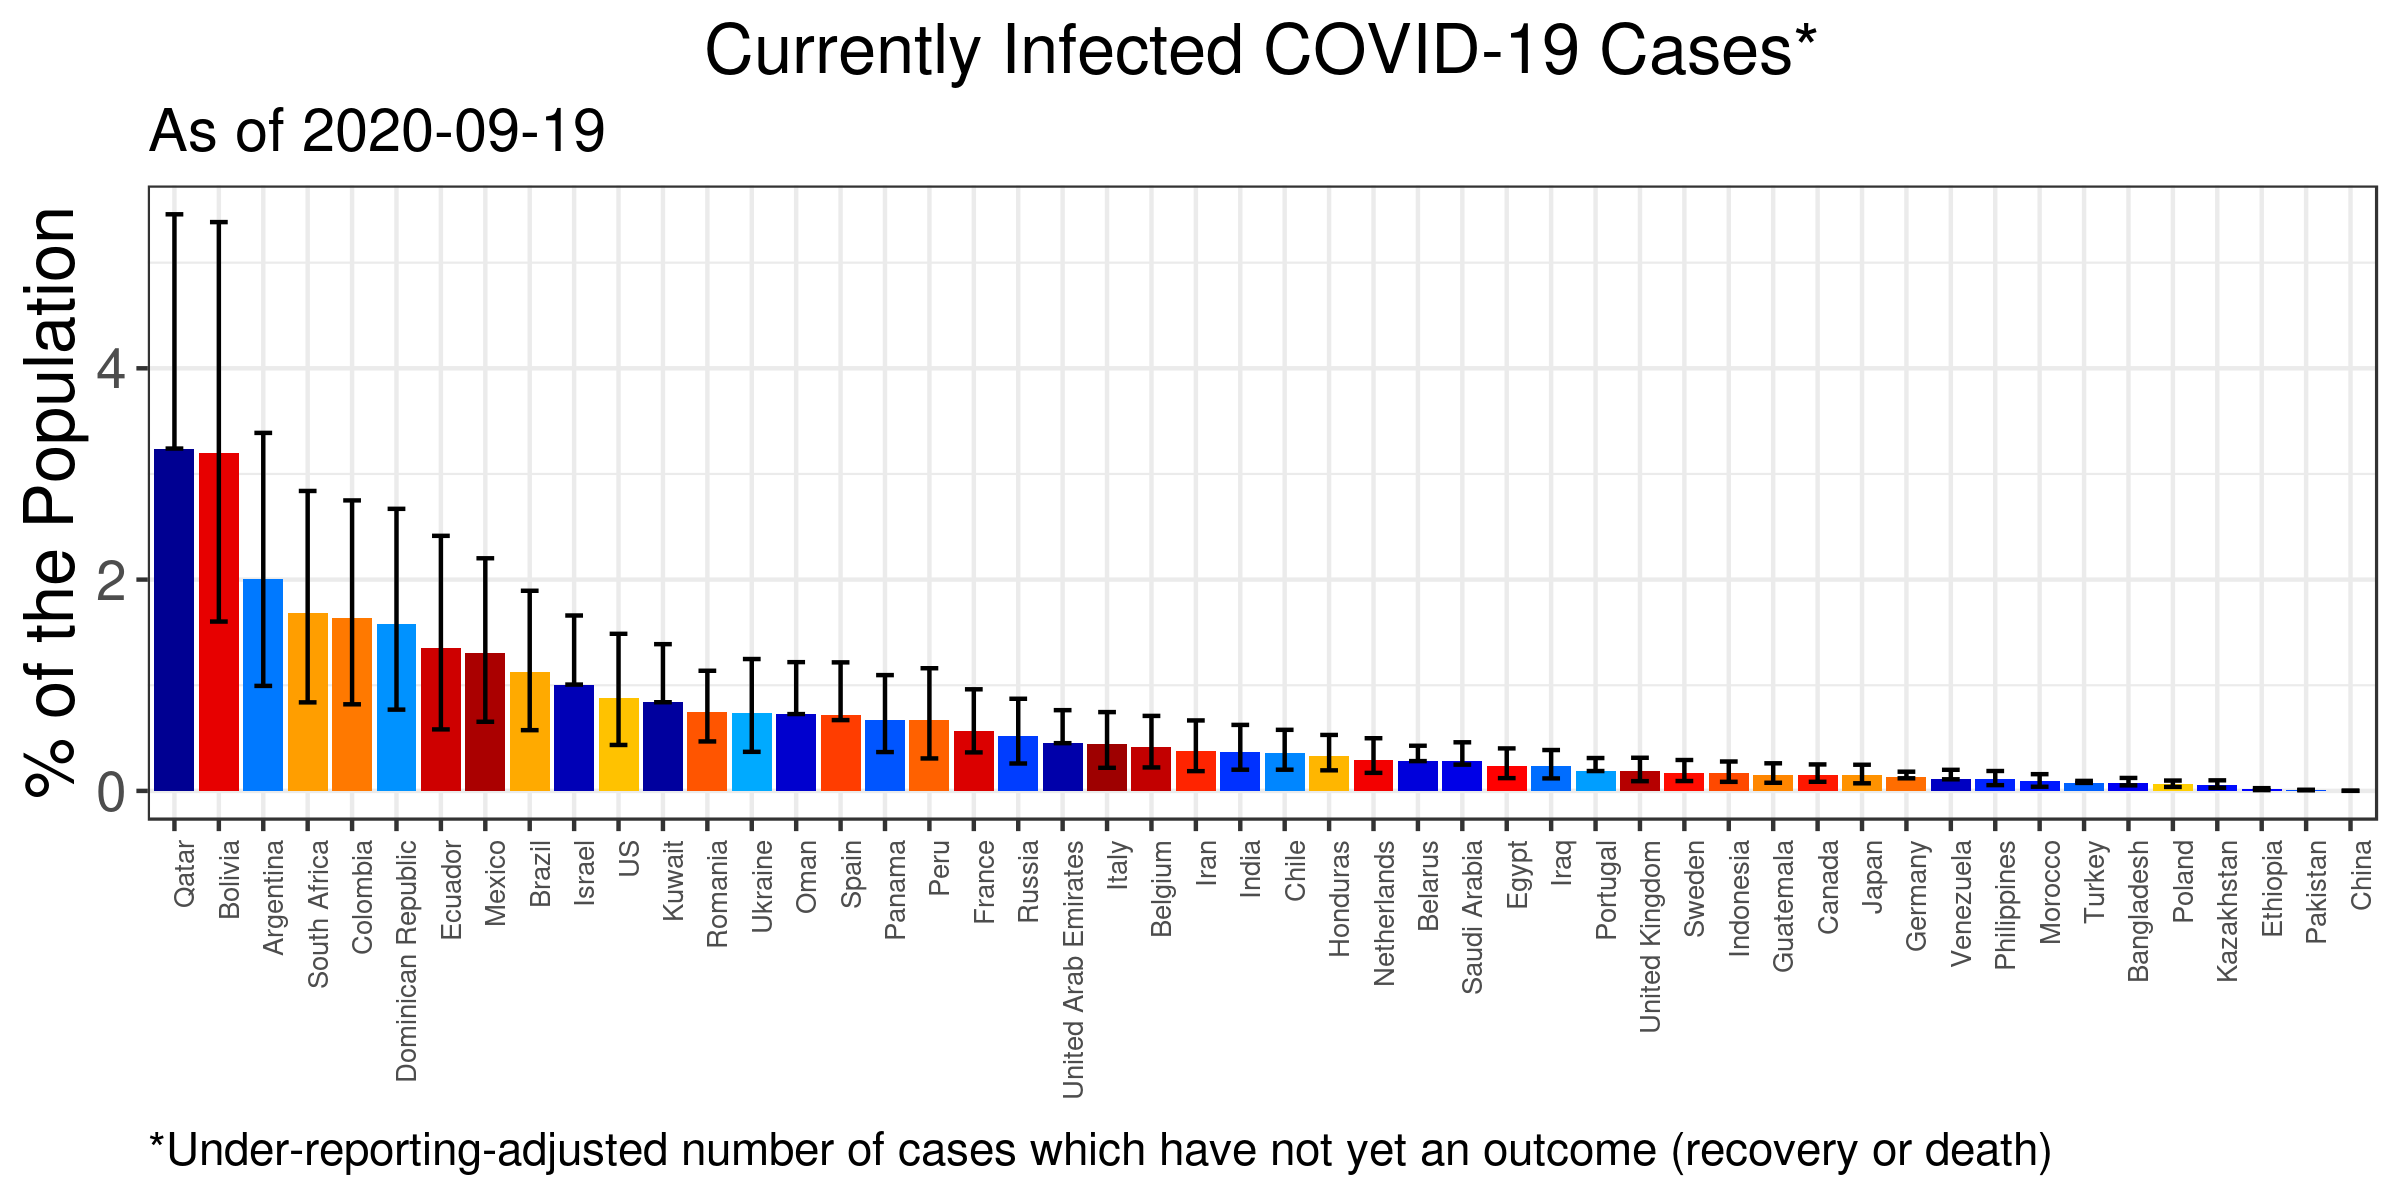 Currently Infected COVID-19 Cases*
As of 2020-09-19
% of the Population
4
2
0
Qatar
Bolivia
Argentina
South Africa
Colombia
Dominican Republic
Ecuador
Mexico
Brazil
Israel
US
Kuwait
Romania
Ukraine
Oman
Spain
Panama
Peru
France
Russia
United Arab Emirates
Italy
Belgium
Iran
India
Chile
Honduras
Netherlands
Belarus
Saudi Arabia
Egypt
Iraq
Portugal
United Kingdom
Sweden
Indonesia
Guatemala
Canada
Japan
Germany
Venezuela
Philippines
Morocco
Turkey
Bangladesh
Poland
Kazakhstan
Ethiopia
Pakistan
China
*Under-reporting-adjusted number of cases which have not yet an outcome (recovery or death)